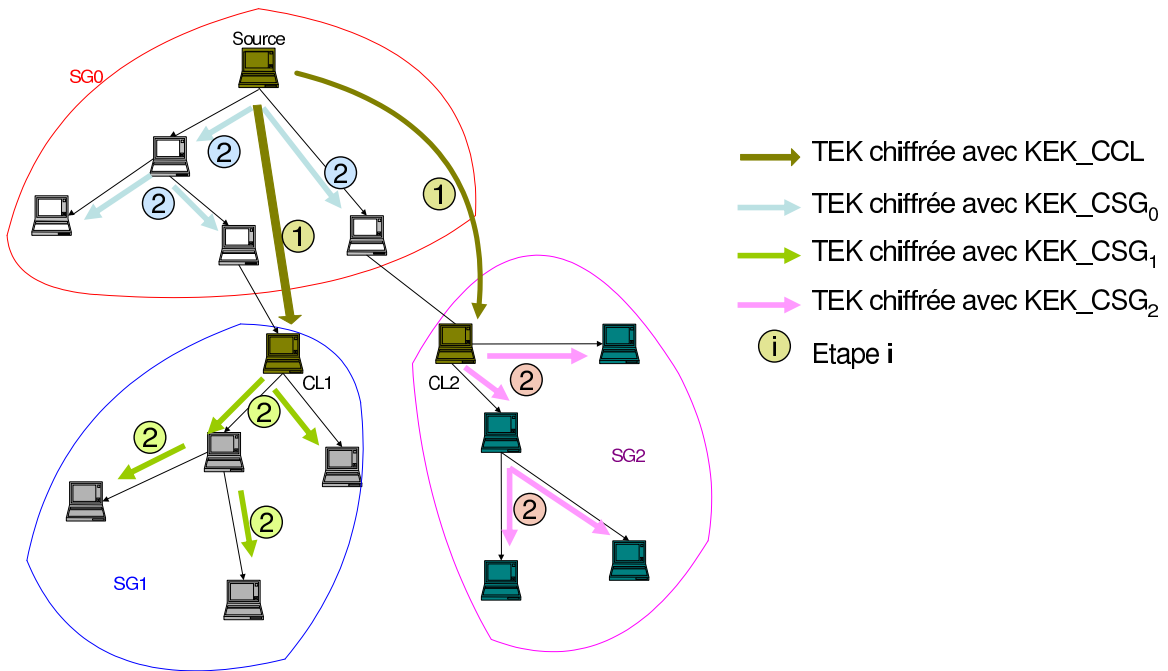 Source
SG0
2
2
2
1
1
TEK chiffrée avec KEK_CCL
TEK chiffrée avec KEK_CSG0
TEK chiffrée avec KEK_CSG1
TEK chiffrée avec KEK_CSG2
i Etape i
CL1
CL2
2
2
2
2
2
SG1
SG2